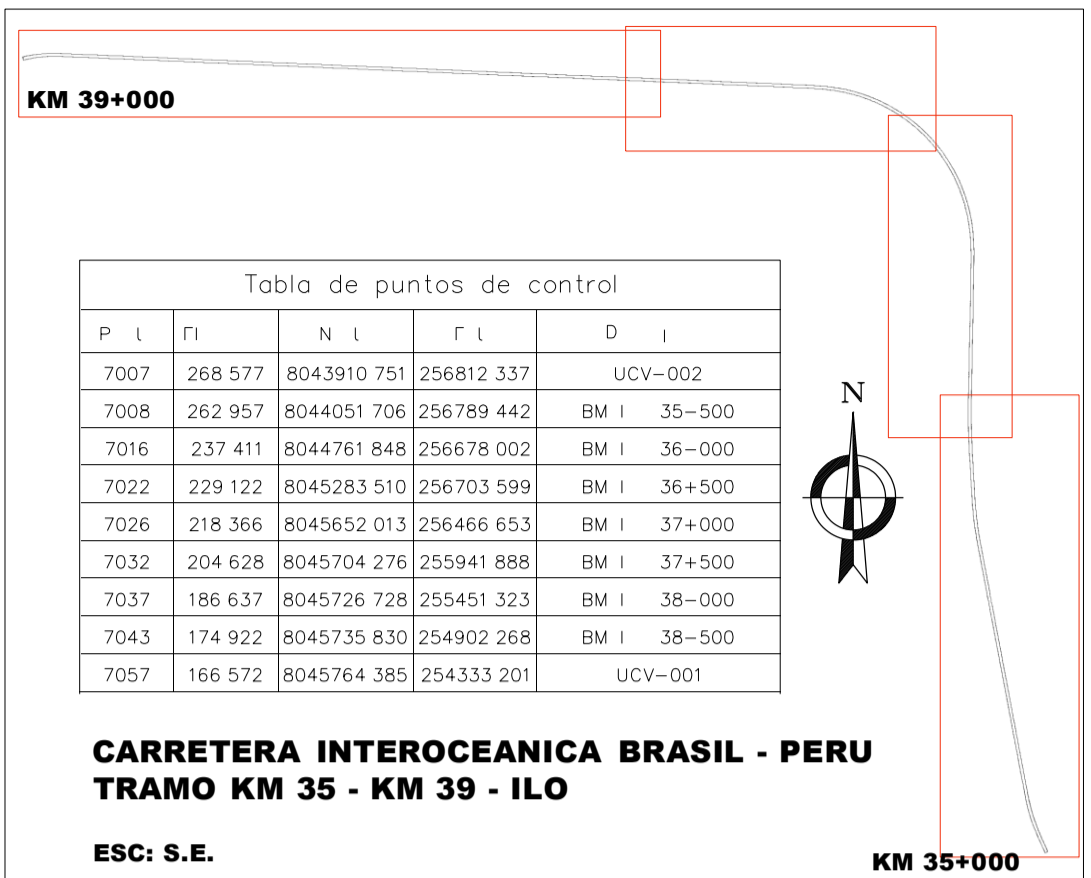 KM 39+000
Tabla de puntos de control
P N D
7007 268 577 8043910 751 256812 337 UCV-002
7008 262 957 8044051 706 256789 442 BM 35-500
7016 237 411 8044761 848 256678 002 BM 36-000
7022 229 122 8045283 510 256703 599 BM 36+500
7026 218 366 8045652 013 256466 653 BM 37+000
7032 204 628 8045704 276 255941 888 BM 37+500
7037 186 637 8045726 728 255451 323 BM 38-000
7043 174 922 8045735 830 254902 268 BM 38-500
7057 166 572 8045764 385 254333 201 UCV-001
N
CARRETERA INTEROCEANICA BRASIL - PERU
TRAMO KM 35 - KM 39 - ILO
ESC: S.E.
KM 35+000